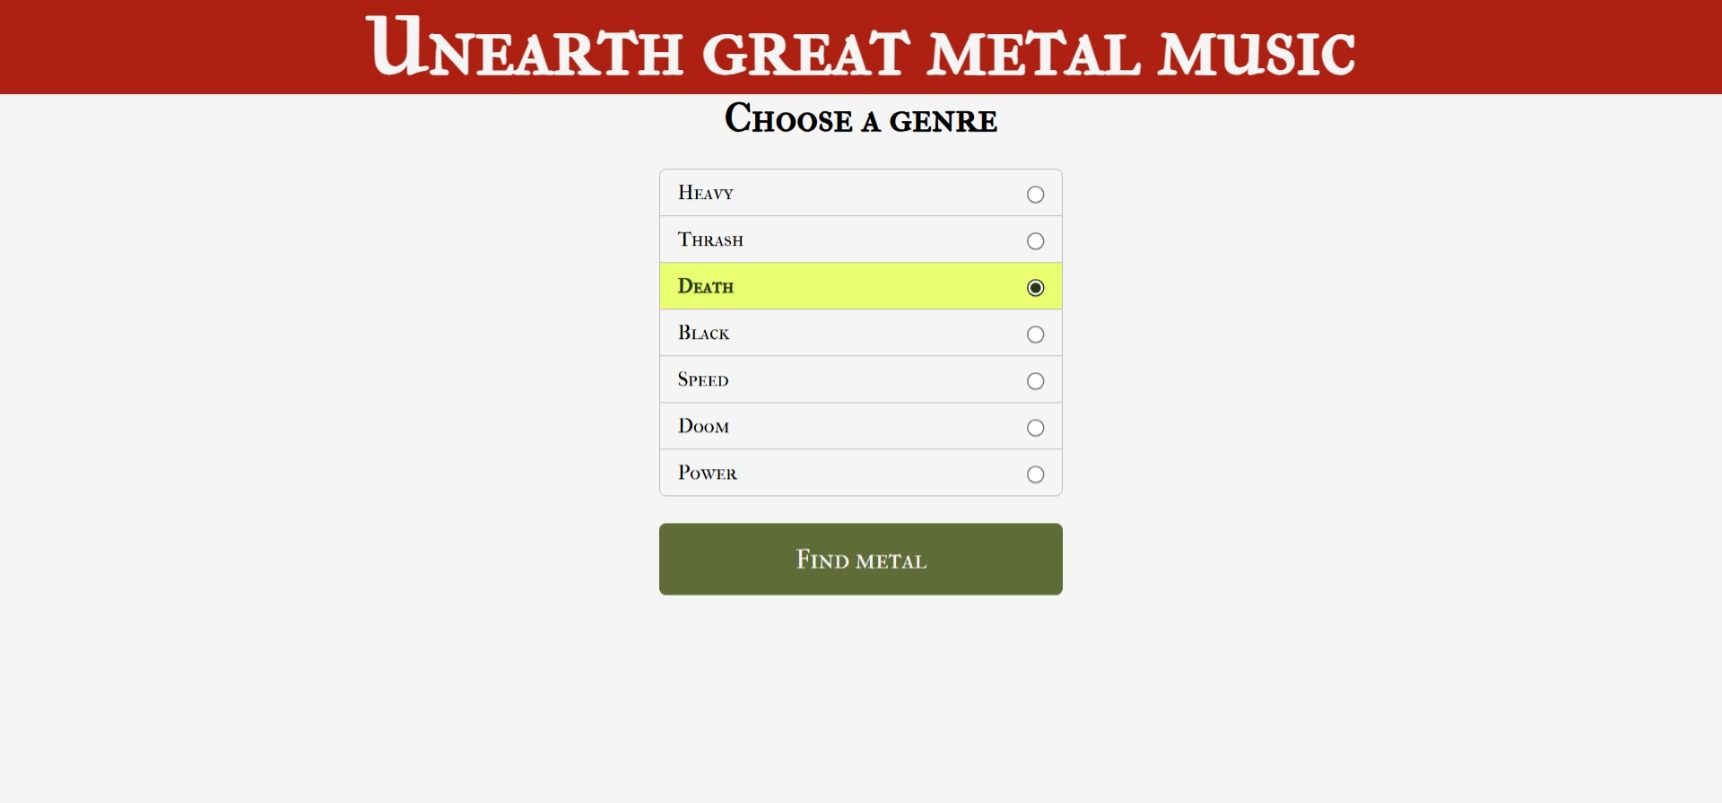 Unearth great metal music
Choose a genre
Heavy
Thrash
Death
Black
Speed
Doom
Power
Find metal